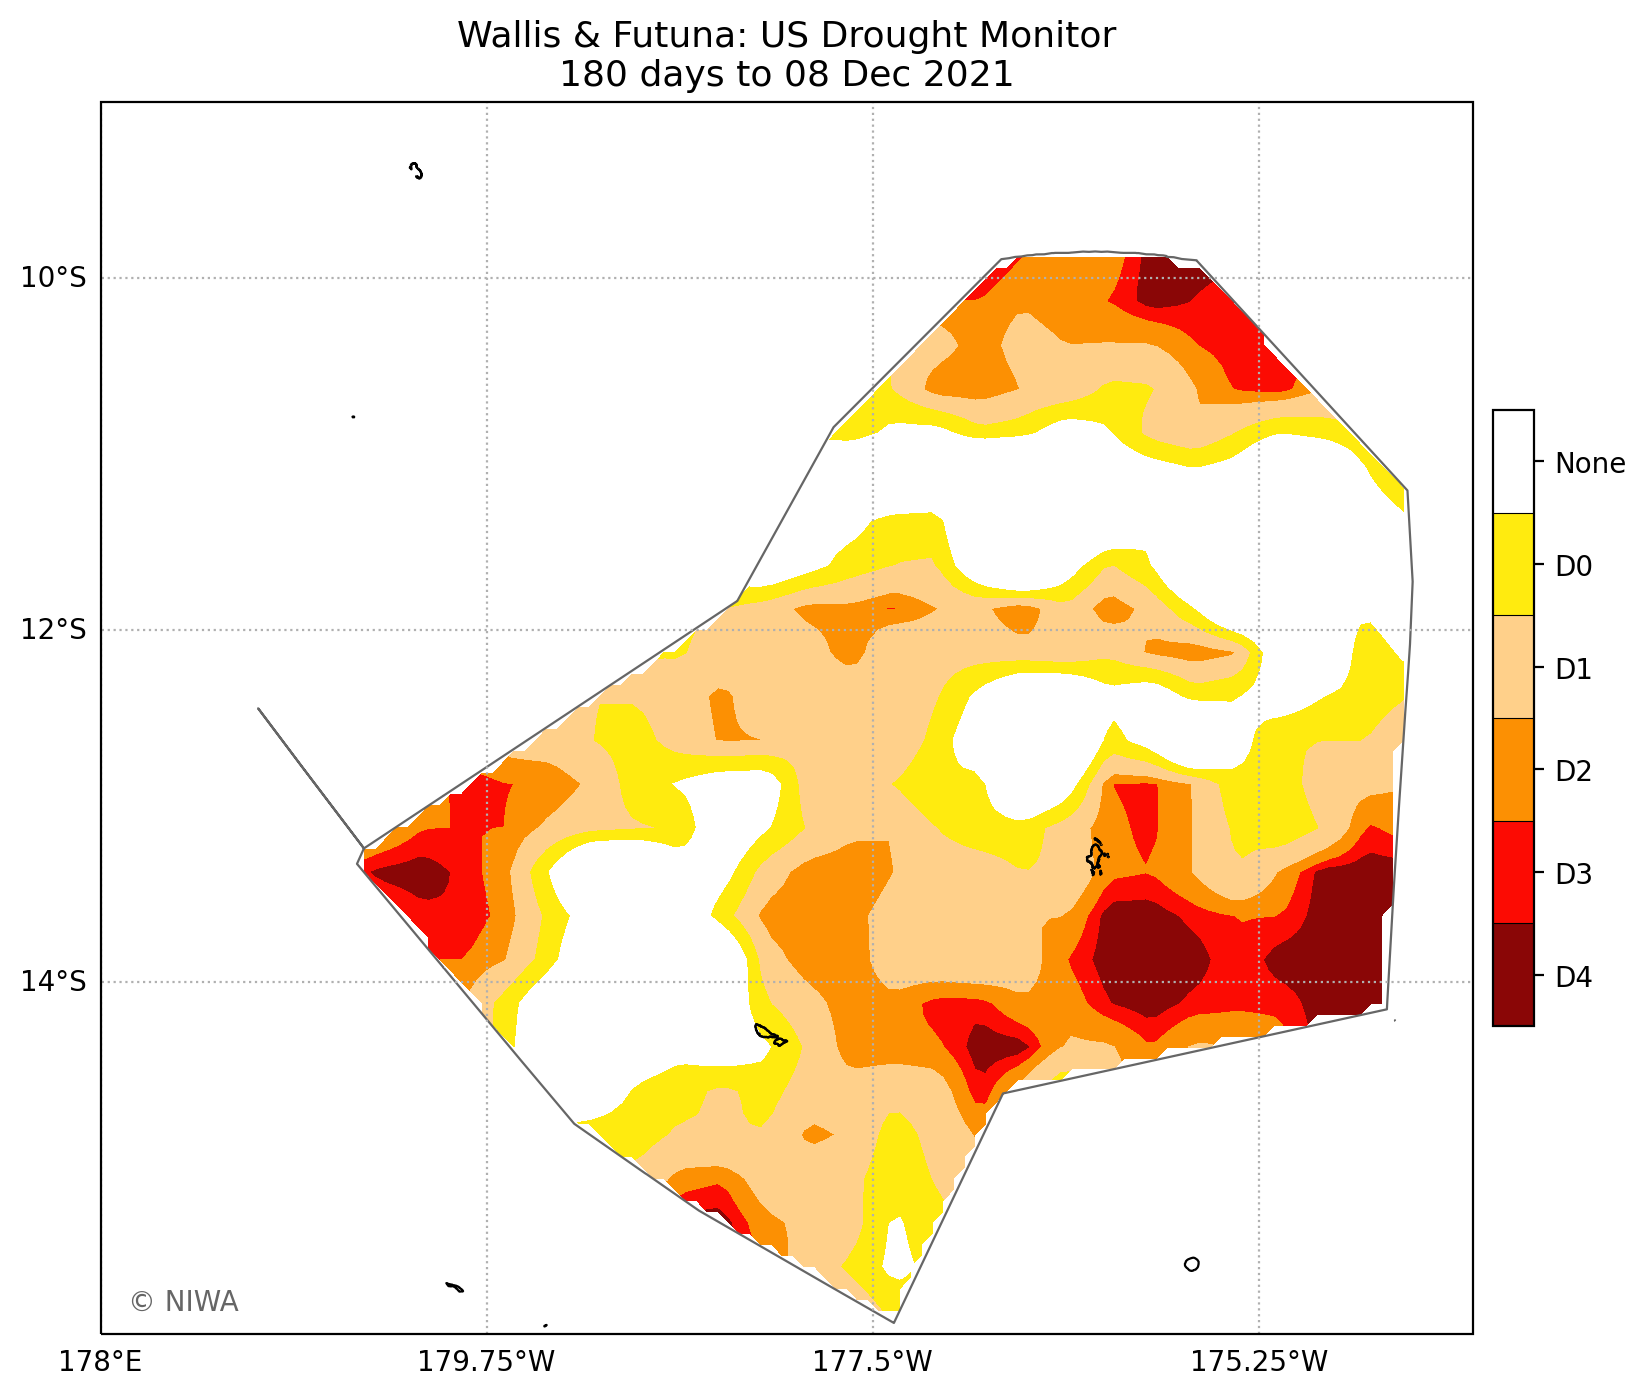 Wallis & Futuna: US Drought Monitor
180 days to 08 Dec 2021
10°S
12°S
14°S
178°E
179.75°W
177.5°W
175.25°W
None
D0
D1
D2
D3
D4
© NIWA